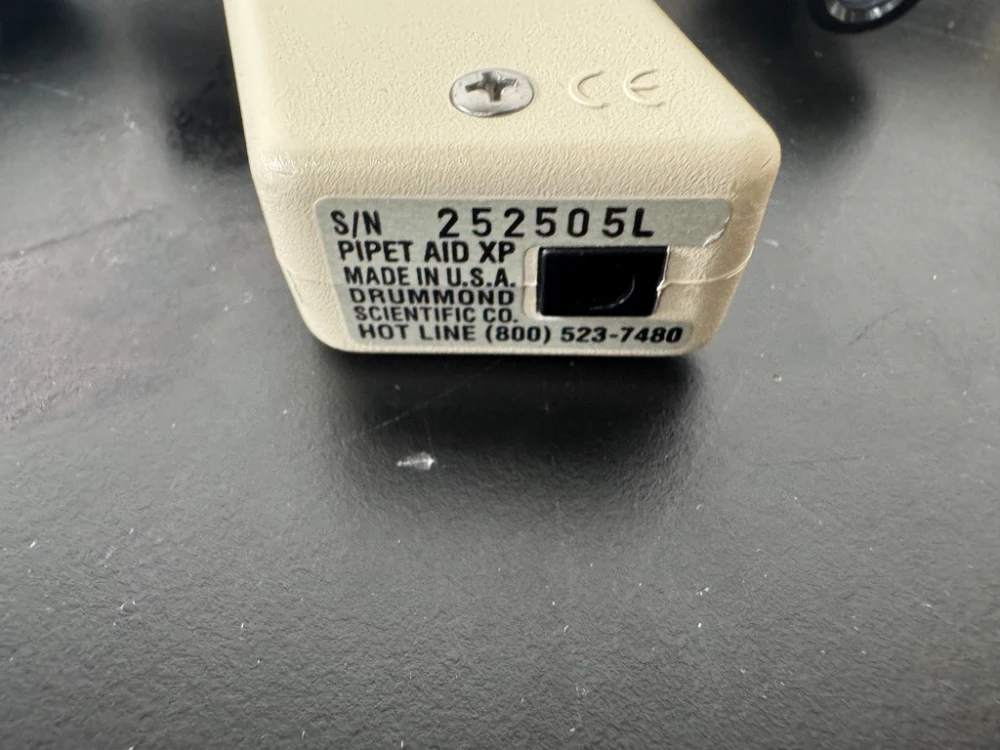 CE
S/N 252505L
PIPET AID XP
MADE IN U.S.A.
DRUMMOND
SCIENTIFIC CO.
HOT LINE (800) 523-7480